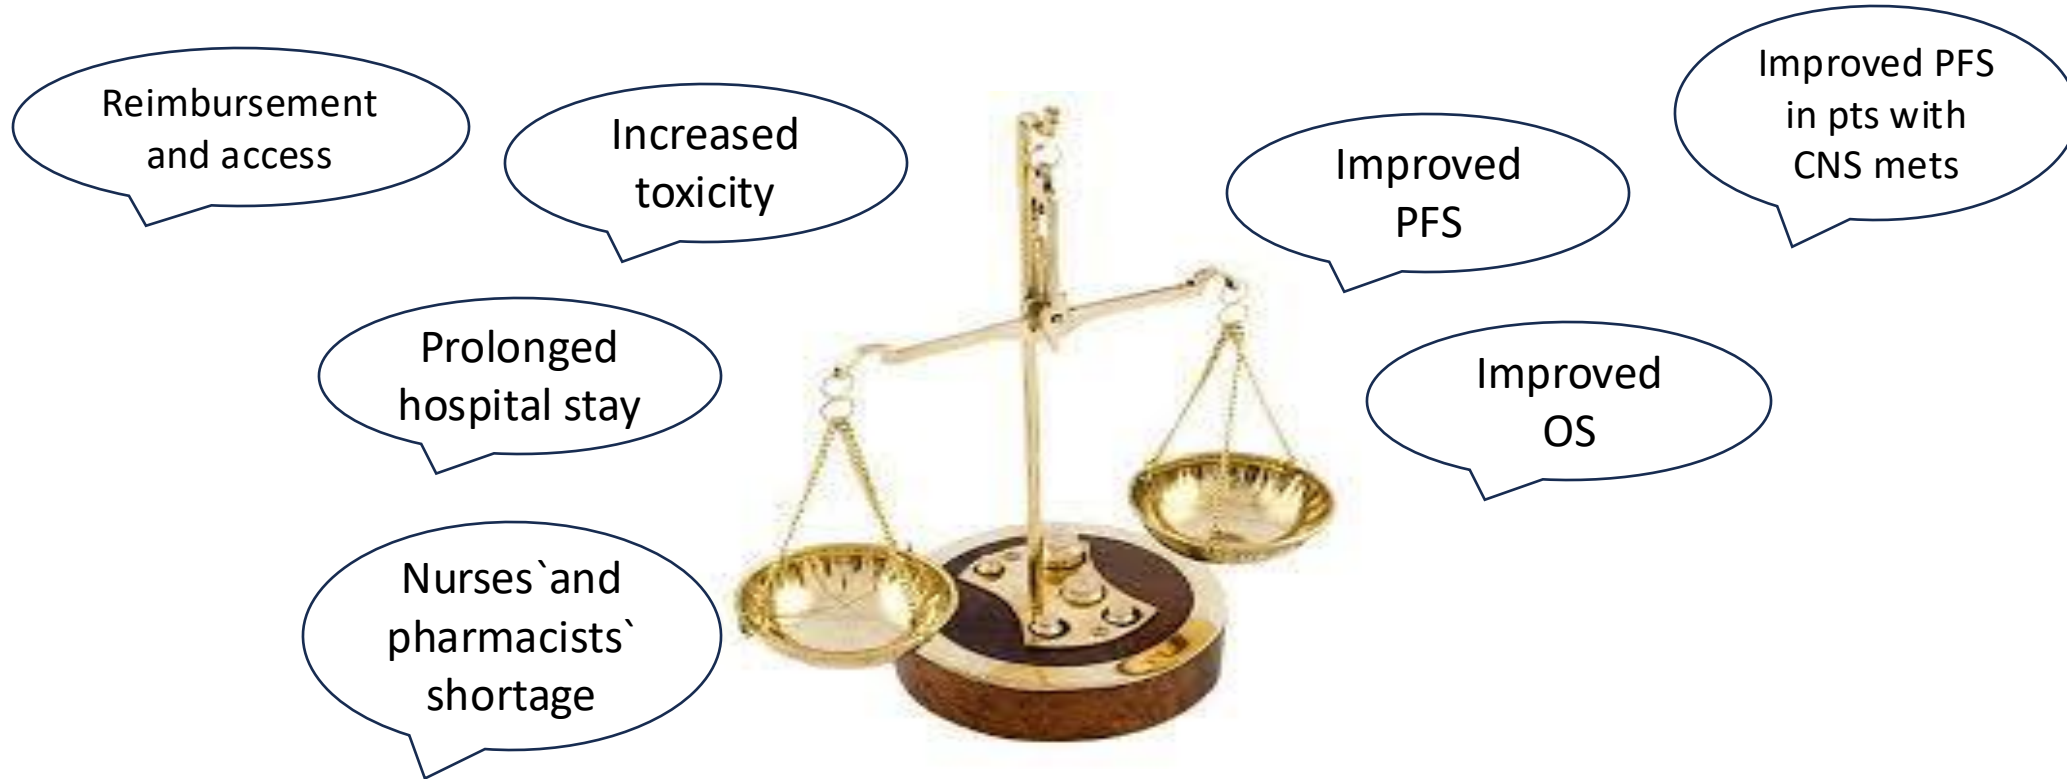 Reimbursement
and access
Increased
toxicity
Prolonged
hospital stay
Nurses`and
pharmacists`
shortage
Improved
PFS
Improved PFS
in pts with
CNS mets
Improved
OS